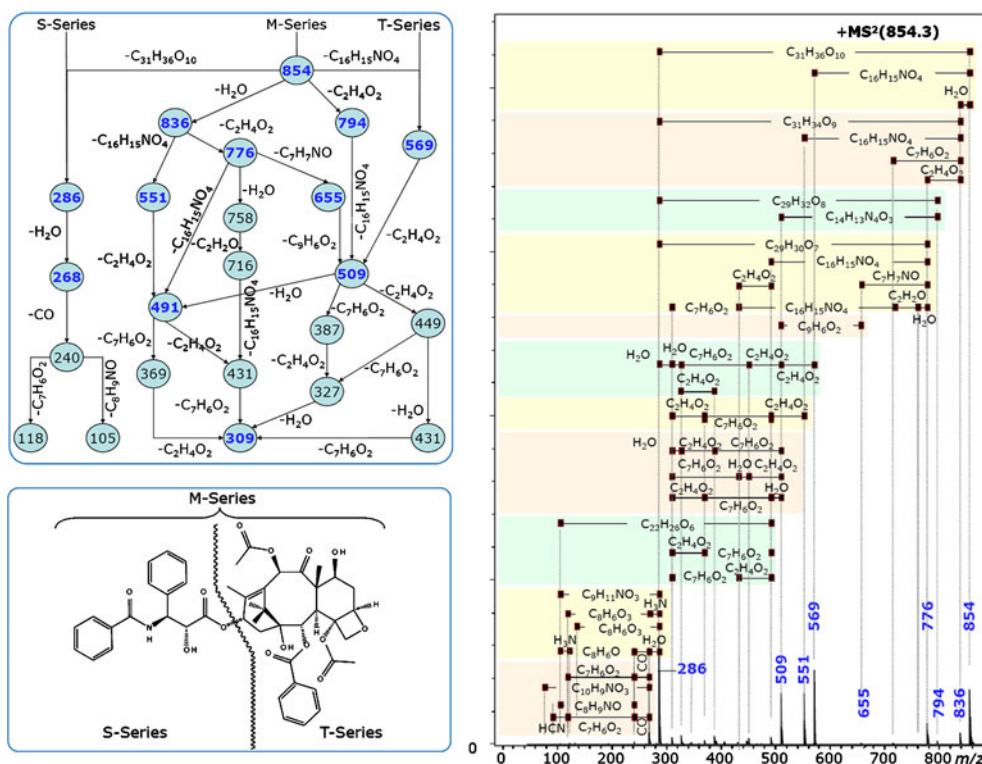 S-Series
M-Series
T-Series
-C₃₁H₃₆O₁₀
-C₁₆H₁₅NO₄
854
-H₂O
-C₂H₄O₂
836
794
-C₂H₄O₂
569
-C₁₆H₁₅NO₄
776
-C₇H₇NO
286
551
-C₁₆H₁₅NO₄
-H₂O
655
-C₁₆H₁₅NO₄
758
-H₂O
-C₂H₂O
-C₉H₆O₂
-C₂H₄O₂
-C₂H₄O₂
716
268
509
-H₂O
-C₂H₄O₂
491
-C₁₆H₁₅NO₄
-CO
387
-C₇H₆O₂
449
-C₇H₆O₂
-C₂H₄O₂
-C₂H₄O₂
240
369
431
327
-C₇H₆O₂
-C₇H₆O₂
-C₈H₉NO
-C₇H₆O₂
-H₂O
-H₂O
118
105
309
431
-C₂H₄O₂
-C₇H₆O₂
M-Series
O
O
O
OH
O
NH
O
O
OH
O
OH
O
O
O
O
H
O
S-Series
T-Series
+MS²(854.3)
C₃₁H₃₆O₁₀
C₁₆H₁₅NO₄
H₂O
C₃₁H₃₄O₉
C₁₆H₁₅NO₄
C₇H₆O₂
C₂H₄O₂
C₂₉H₃₂O₈
C₁₄H₁₃N₄O₃
C₂₉H₃₀O₇
C₁₆H₁₅NO₄
C₂H₄O₂ C₇H₇NO
C₇H₆O₂ C₁₆H₁₅NO₄ C₂H₂O
H₂O
C₉H₆O₂
H₂O H₂O C₇H₆O₂ C₂H₄O₂
C₂H₄O₂
C₂H₄O₂
C₂H₄O₂ C₂H₄O₂
C₇H₆O₂
H₂O C₂H₄O₂ C₇H₆O₂
C₇H₆O₂ H₂O C₂H₄O₂
C₂H₄O₂ H₂O
C₇H₆O₂
C₂₂H₂₆O₆
C₂H₄O₂
C₇H₆O₂
C₇H₆O₂ C₂H₄O₂
C₉H₁₁NO₃
H₃N
C₈H₆O₃
C₈H₆O₃
H₃N C₈H₆O H₂O
C₇H₆O₂ CO
C₁₀H₉NO₃
C₈H₉NO
HCN C₇H₆O₂ CO
286
509
551
569
655
776
794
836
854
0
0 100 200 300 400 500 600 700 800 m/z